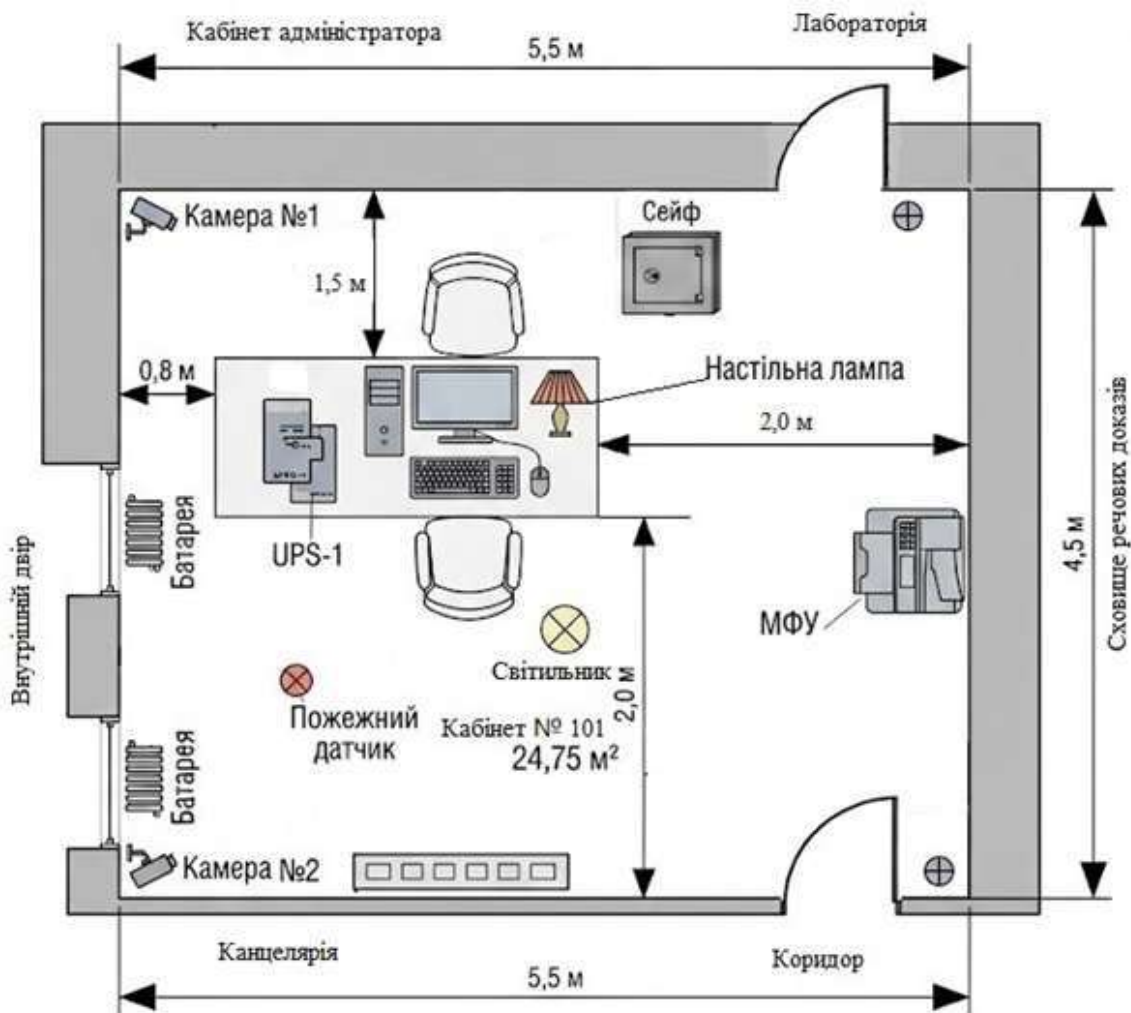 Кабінет адміністратора
Лабораторія
5,5 м
Камера №1
Сейф
1,5 м
0,8 м
Настільна лампа
2,0 м
UPS-1
Батарея
Внутрішній двір
МФУ
4,5 м
Сховище речових доказів
Світильник
Пожежний
датчик
Кабінет № 101
24,75 м²
2,0 м
Батарея
Камера №2
Канцелярія
Коридор
5,5 м